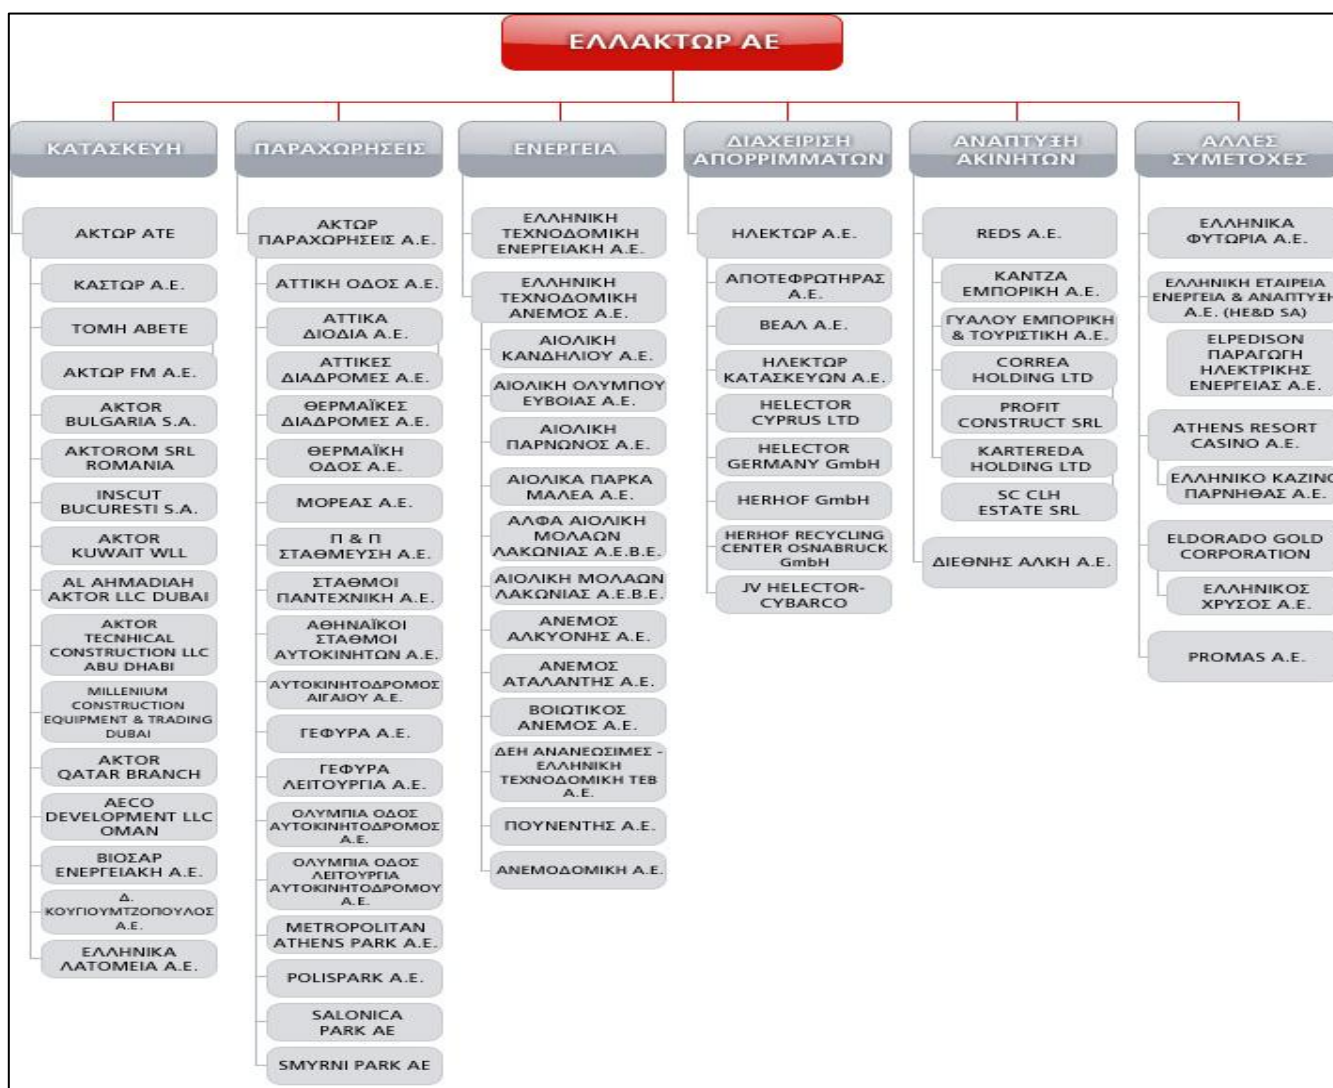 ΕΛΛΑΚΤΩΡ ΑΕ
ΚΑΤΑΣΚΕΥΗ
ΑΚΤΩΡ ΑΤΕ
ΚΑΣΤΩΡ Α.Ε.
ΤΟΜΗ ΑΒΕΤΕ
ΑΚΤΩΡ FM Α.Ε.
AKTOR
BULGARIA S.A.
AKTOROM SRL
ROMANIA
INSCUT
BUCURESTI S.A.
AKTOR
KUWAIT WLL
AL AHMADIAH
AKTOR LLC DUBAI
AKTOR
TECNHICAL
CONSTRUCTION LLC
ABU DHABI
MILLENIUM
CONSTRUCTION
EQUIPMENT & TRADING
DUBAI
AKTOR
QATAR BRANCH
AECO
DEVELOPMENT LLC
OMAN
ΒΙΟΣΑΡ
ΕΝΕΡΓΕΙΑΚΗ Α.Ε.
Δ.
ΚΟΥΓΙΟΥΜΤΖΟΠΟΥΛΟΣ
Α.Ε.
ΕΛΛΗΝΙΚΑ
ΛΑΤΟΜΕΙΑ Α.Ε.
ΠΑΡΑΧΩΡΗΣΕΙΣ
ΑΚΤΩΡ
ΠΑΡΑΧΩΡΗΣΕΙΣ Α.Ε.
ΑΤΤΙΚΗ ΟΔΟΣ Α.Ε.
ΑΤΤΙΚΑ
ΔΙΟΔΙΑ Α.Ε.
ΑΤΤΙΚΕΣ
ΔΙΑΔΡΟΜΕΣ Α.Ε.
ΘΕΡΜΑΪΚΕΣ
ΔΙΑΔΡΟΜΕΣ Α.Ε.
ΘΕΡΜΑΪΚΗ
ΟΔΟΣ Α.Ε.
ΜΟΡΕΑΣ Α.Ε.
Π & Π
ΣΤΑΘΜΕΥΣΗ Α.Ε.
ΣΤΑΘΜΟΙ
ΠΑΝΤΕΧΝΙΚΗ Α.Ε.
ΑΘΗΝΑΪΚΟΙ
ΣΤΑΘΜΟΙ
ΑΥΤΟΚΙΝΗΤΩΝ Α.Ε.
ΑΥΤΟΚΙΝΗΤΟΔΡΟΜΟΣ
ΑΙΓΑΙΟΥ Α.Ε.
ΓΕΦΥΡΑ Α.Ε.
ΓΕΦΥΡΑ
ΛΕΙΤΟΥΡΓΙΑ Α.Ε.
ΟΛΥΜΠΙΑ ΟΔΟΣ
ΑΥΤΟΚΙΝΗΤΟΔΡΟΜΟΣ
Α.Ε.
ΟΛΥΜΠΙΑ ΟΔΟΣ
ΛΕΙΤΟΥΡΓΙΑ
ΑΥΤΟΚΙΝΗΤΟΔΡΟΜΟΥ
Α.Ε.
METROPOLITAN
ATHENS PARK Α.Ε.
POLISPARK Α.Ε.
SALONICA
PARK AE
SMYRNI PARK AE
ΕΝΕΡΓΕΙΑ
ΕΛΛΗΝΙΚΗ
ΤΕΧΝΟΔΟΜΙΚΗ
ΕΝΕΡΓΕΙΑΚΗ Α.Ε.
ΕΛΛΗΝΙΚΗ
ΤΕΧΝΟΔΟΜΙΚΗ
ΑΝΕΜΟΣ Α.Ε.
ΑΙΟΛΙΚΗ
ΚΑΝΔΗΛΙΟΥ Α.Ε.
ΑΙΟΛΙΚΗ ΟΛΥΜΠΟΥ
ΕΥΒΟΙΑΣ Α.Ε.
ΑΙΟΛΙΚΗ
ΠΑΡΝΩΝΟΣ Α.Ε.
ΑΙΟΛΙΚΑ ΠΑΡΚΑ
ΜΑΛΕΑ Α.Ε.
ΑΛΦΑ ΑΙΟΛΙΚΗ
ΜΟΛΑΩΝ
ΛΑΚΩΝΙΑΣ Α.Ε.Β.Ε.
ΑΙΟΛΙΚΗ ΜΟΛΑΩΝ
ΛΑΚΩΝΙΑΣ Α.Ε.Β.Ε.
ΑΝΕΜΟΣ
ΑΛΚΥΟΝΗΣ Α.Ε.
ΑΝΕΜΟΣ
ΑΤΑΛΑΝΤΗΣ Α.Ε.
ΒΟΙΩΤΙΚΟΣ
ΑΝΕΜΟΣ Α.Ε.
ΔΕΗ ΑΝΑΝΕΩΣΙΜΕΣ -
ΕΛΛΗΝΙΚΗ
ΤΕΧΝΟΔΟΜΙΚΗ ΤΕΒ
Α.Ε.
ΠΟΥΝΕΝΤΗΣ Α.Ε.
ΑΝΕΜΟΔΟΜΙΚΗ Α.Ε.
ΔΙΑΧΕΙΡΙΣΗ
ΑΠΟΡΡΙΜΜΑΤΩΝ
ΗΛΕΚΤΩΡ Α.Ε.
ΑΠΟΤΕΦΡΩΤΗΡΑΣ
Α.Ε.
ΒΕΑΛ Α.Ε.
ΗΛΕΚΤΩΡ
ΚΑΤΑΣΚΕΥΩΝ Α.Ε.
HELECTOR
CYPRUS LTD
HELECTOR
GERMANY GmbH
HERHOF GmbH
HERHOF RECYCLING
CENTER OSNABRUCK
GmbH
JV HELECTOR-
CYBARCO
ΑΝΑΠΤΥΞΗ
ΑΚΙΝΗΤΩΝ
REDS Α.Ε.
ΚΑΝΤΖΑ
ΕΜΠΟΡΙΚΗ Α.Ε.
ΓΥΑΛΟΥ ΕΜΠΟΡΙΚΗ
& ΤΟΥΡΙΣΤΙΚΗ Α.Ε.
CORREA
HOLDING LTD
PROFIT
CONSTRUCT SRL
KARTEREDA
HOLDING LTD
SC CLH
ESTATE SRL
ΔΙΕΘΝΗΣ ΑΛΚΗ Α.Ε.
ΑΛΛΕΣ
ΣΥΜΕΤΟΧΕΣ
ΕΛΛΗΝΙΚΑ
ΦΥΤΩΡΙΑ Α.Ε.
ΕΛΛΗΝΙΚΗ ΕΤΑΙΡΕΙΑ
ΕΝΕΡΓΕΙΑ & ΑΝΑΠΤΥΞΗ
Α.Ε. (HE&D SA)
ELPEDISON
ΠΑΡΑΓΩΓΗ
ΗΛΕΚΤΡΙΚΗΣ
ΕΝΕΡΓΕΙΑΣ Α.Ε.
ATHENS RESORT
CASINO Α.Ε.
ΕΛΛΗΝΙΚΟ ΚΑΖΙΝΟ
ΠΑΡΝΗΘΑΣ Α.Ε.
ELDORADO GOLD
CORPORATION
ΕΛΛΗΝΙΚΟΣ
ΧΡΥΣΟΣ Α.Ε.
PROMAS Α.Ε.